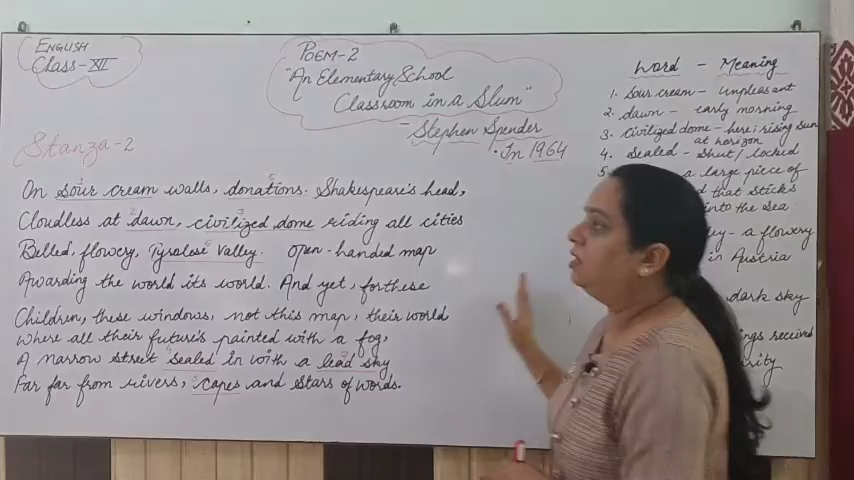 ENGLISH
Class-XII
POEM-2
"An Elementary School
Classroom in a Slum"
- Stephen Spender
. In 1964
Stanza-2
On sour cream walls, donations. Shakespeare's head,
Cloudless at dawn, civilized dome riding all cities
Belled, flowery, Tyrolese Valley. open-handed map
Awarding the world its world. And yet, for these
Children, these windows, not this map, their world
Where all their future's painted with a fog,
A narrow street sealed in with a lead sky
Far far from rivers, capes and stars of words.
Word - Meaning
1. Sour cream - unpleasant
2. dawn - early morning
3. Civilized dome - here: rising sun
at horizon
4. Sealed - Shut / locked
5. a large piece of
that sticks
into the sea
- a flowery
in Austria
dark sky
received